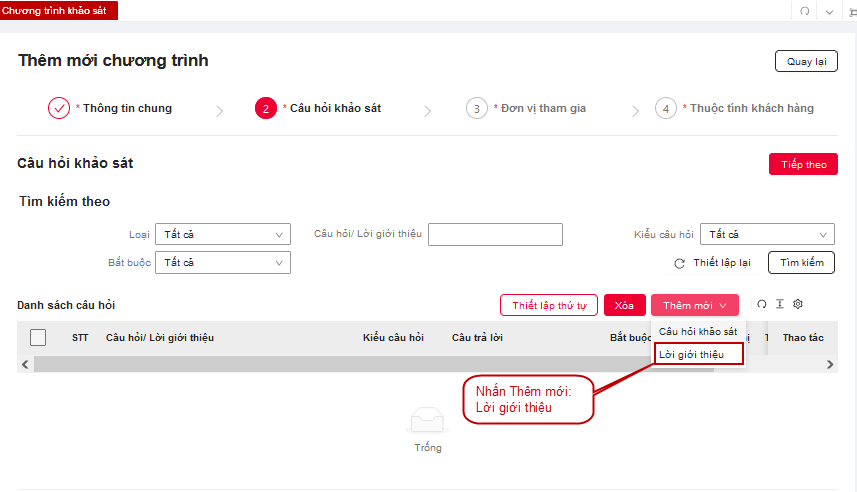 Chương trình khảo sát
Thêm mới chương trình
Quay lại
* Thông tin chung
2 * Câu hỏi khảo sát
3 * Đơn vị tham gia
4 * Thuộc tính khách hàng
Câu hỏi khảo sát
Tiếp theo
Tìm kiếm theo
Loại Tất cả Câu hỏi/ Lời giới thiệu Kiểu câu hỏi Tất cả
Bắt buộc Tất cả Thiết lập lại Tìm kiếm
Danh sách câu hỏi Thiết lập thứ tự Xóa Thêm mới
Câu hỏi khảo sát
Lời giới thiệu
STT Câu hỏi/ Lời giới thiệu Kiểu câu hỏi Câu trả lời Bắt buộc Thao tác
Nhấn Thêm mới:
Lời giới thiệu
Trống